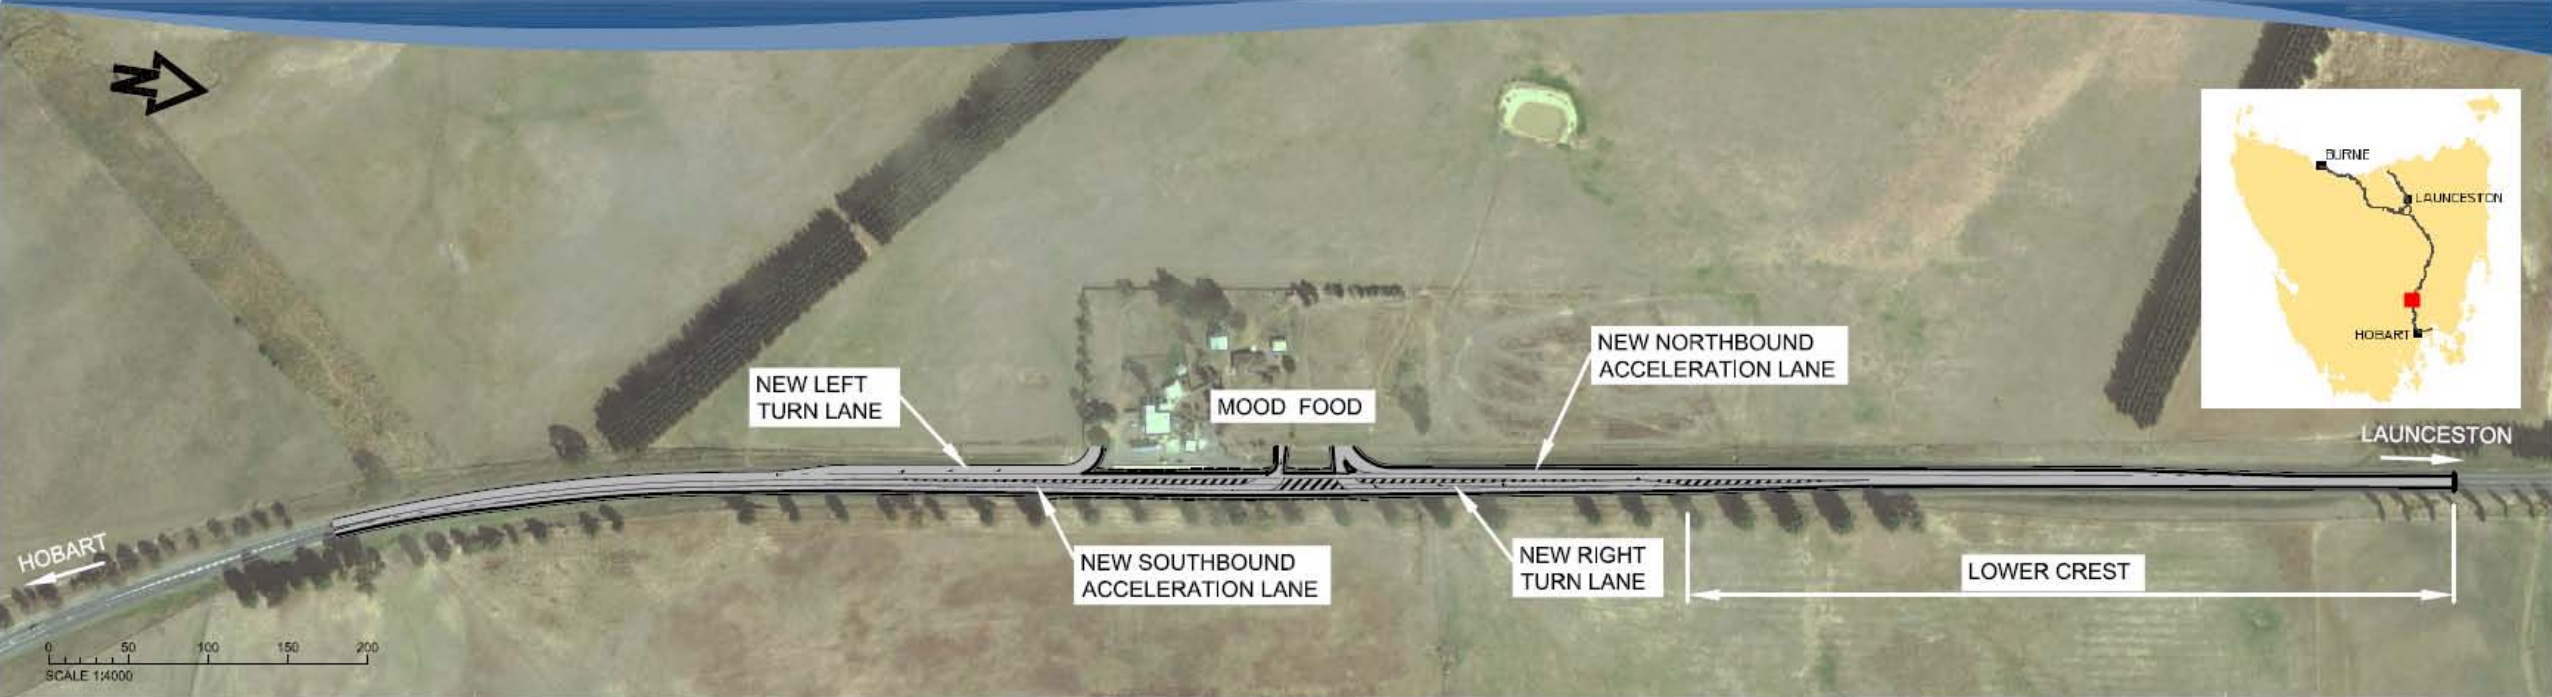 N
BURNIE
LAUNCESTON
HOBART
NEW LEFT
TURN LANE
MOOD FOOD
NEW NORTHBOUND
ACCELERATION LANE
LAUNCESTON
HOBART
NEW SOUTHBOUND
ACCELERATION LANE
NEW RIGHT
TURN LANE
LOWER CREST
0 50 100 150 200
SCALE 1:4000